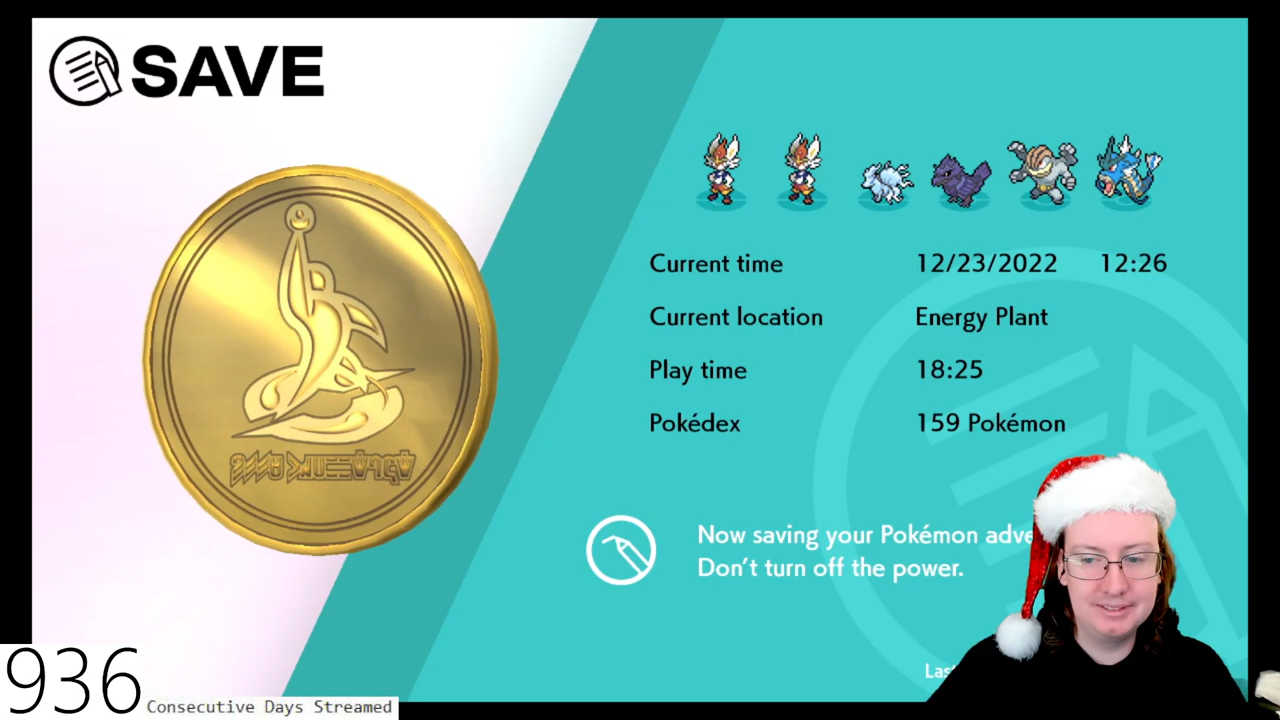 SAVE
Current time 12/23/2022 12:26
Current location Energy Plant
Play time 18:25
Pokédex 159 Pokémon
Now saving your Pokémon
Don't turn off the power.
936
Consecutive Days Streamed